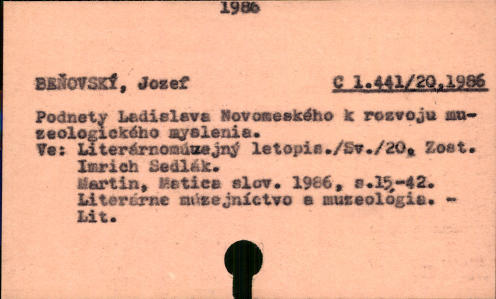 1986
BEŇOVSKÝ, Jozef C 1.441/20,1986
Podnety Ladislava Novomeského k rozvoju mu-
zeologického myslenia.
Ve: Literárnomúzejný letopis./Sv./20, Zost.
Imrich Sedlák.
Martin, Matica slov. 1986, s.15-42.
Literárne múzejníctvo a muzeológia. -
Lit.